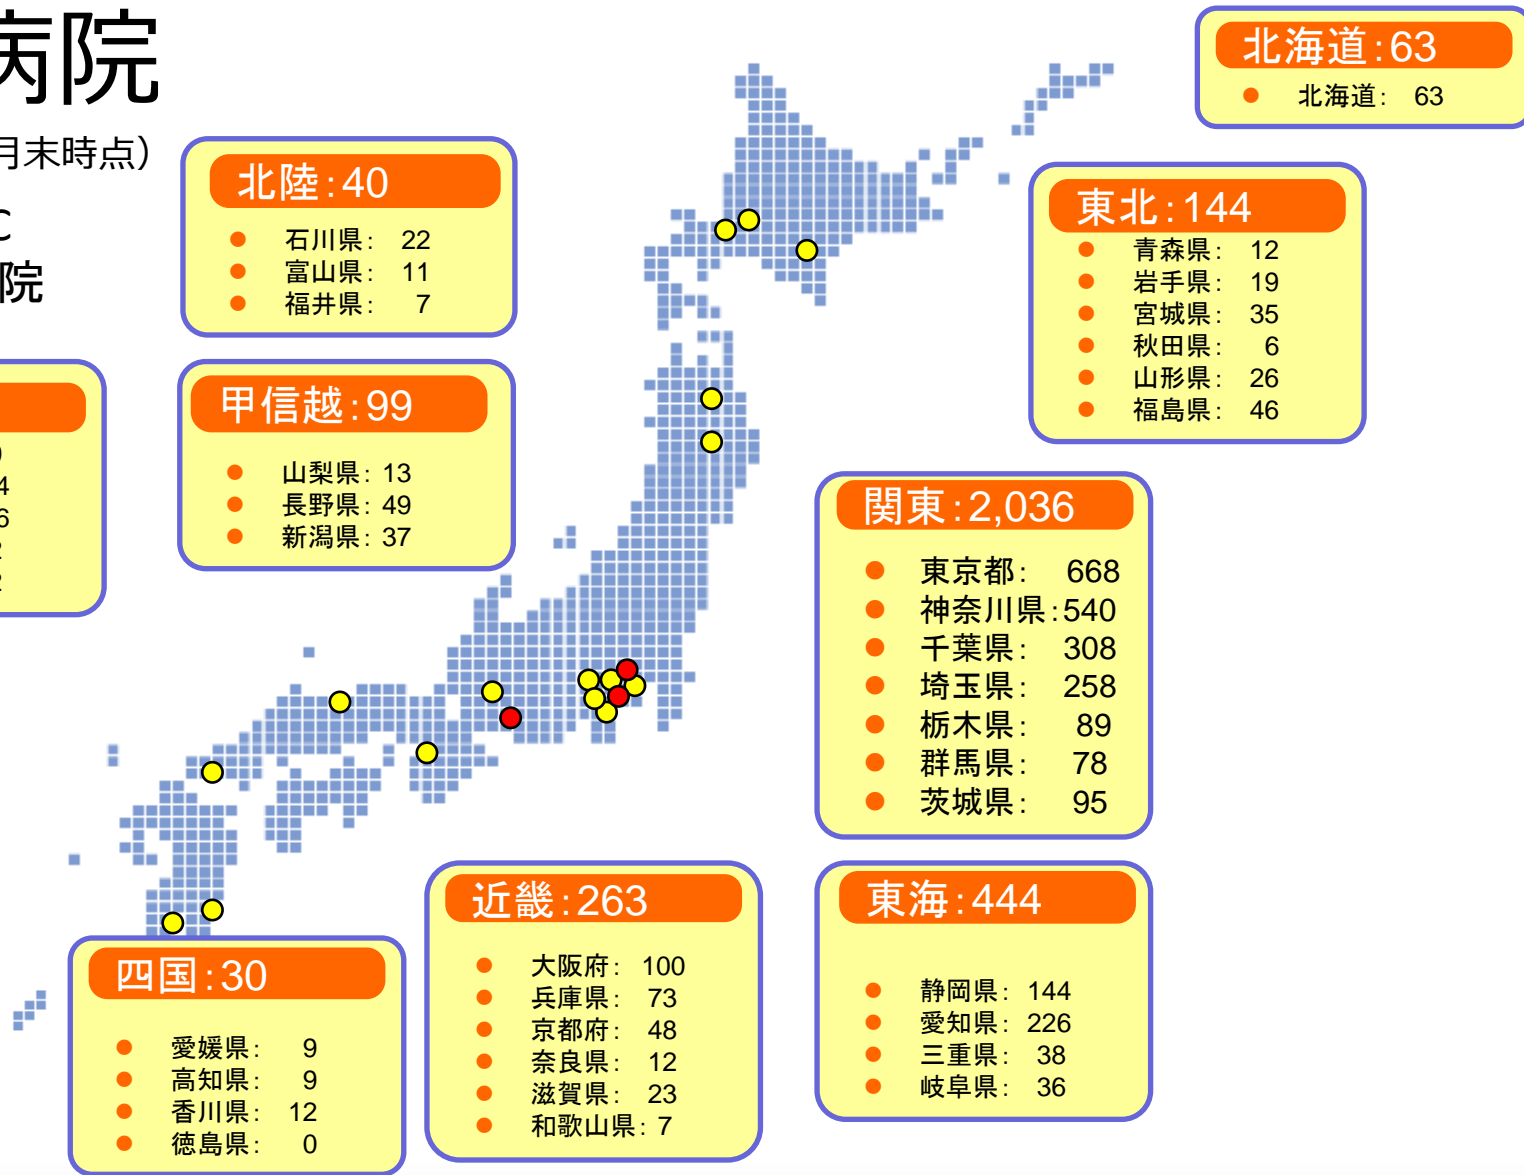 病院
月末時点）
C
院
北海道：63
北海道： 63
北陸：40
石川県： 22
富山県： 11
福井県： 7
東北：144
青森県： 12
岩手県： 19
宮城県： 35
秋田県： 6
山形県： 26
福島県： 46
甲信越：99
山梨県： 13
長野県： 49
新潟県： 37
4
6
2
2
関東：2,036
東京都： 668
神奈川県：540
千葉県： 308
埼玉県： 258
栃木県： 89
群馬県： 78
茨城県： 95
四国：30
愛媛県： 9
高知県： 9
香川県： 12
徳島県： 0
近畿：263
大阪府： 100
兵庫県： 73
京都府： 48
奈良県： 12
滋賀県： 23
和歌山県：7
東海：444
静岡県： 144
愛知県： 226
三重県： 38
岐阜県： 36